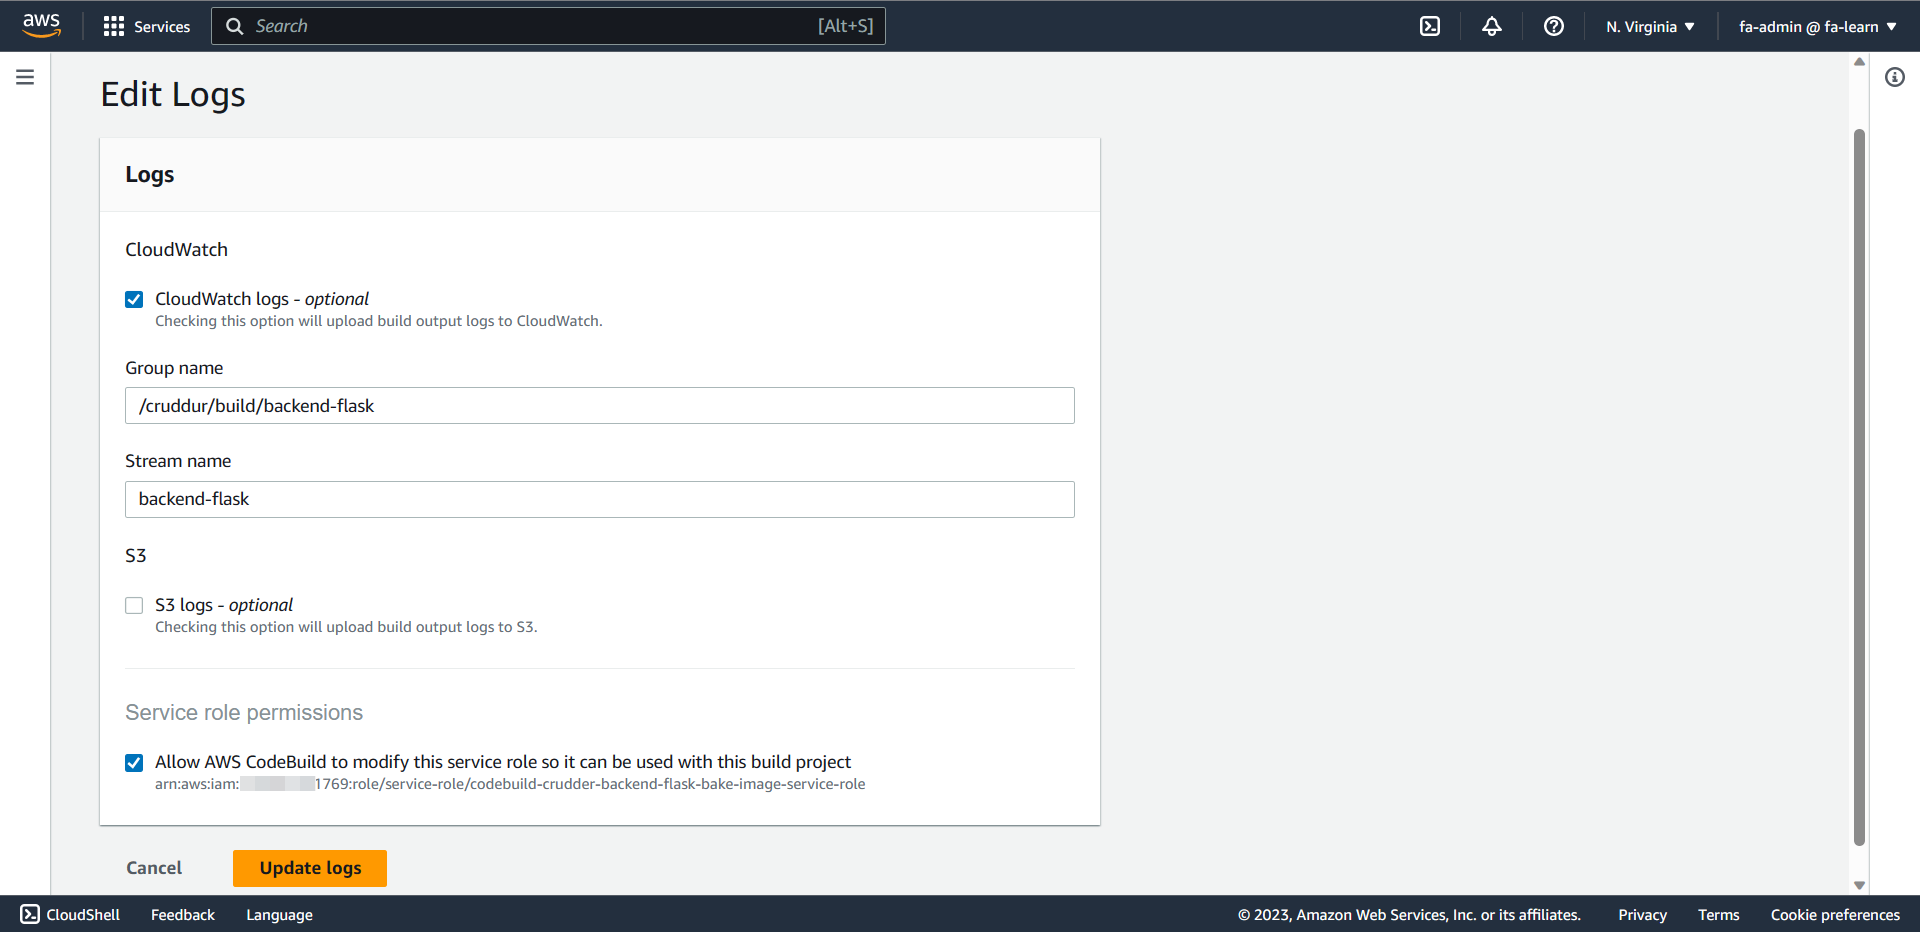 aws Services Search [Alt+S] N. Virginia ▼ fa-admin @ fa-learn ▼
Edit Logs
Logs
CloudWatch
CloudWatch logs - optional
Checking this option will upload build output logs to CloudWatch.
Group name
/cruddur/build/backend-flask
Stream name
backend-flask
S3
S3 logs - optional
Checking this option will upload build output logs to S3.
Service role permissions
Allow AWS CodeBuild to modify this service role so it can be used with this build project
arn:aws:iam: 1769:role/service-role/codebuild-crudder-backend-flask-bake-image-service-role
Cancel Update logs
CloudShell Feedback Language © 2023, Amazon Web Services, Inc. or its affiliates. Privacy Terms Cookie preferences